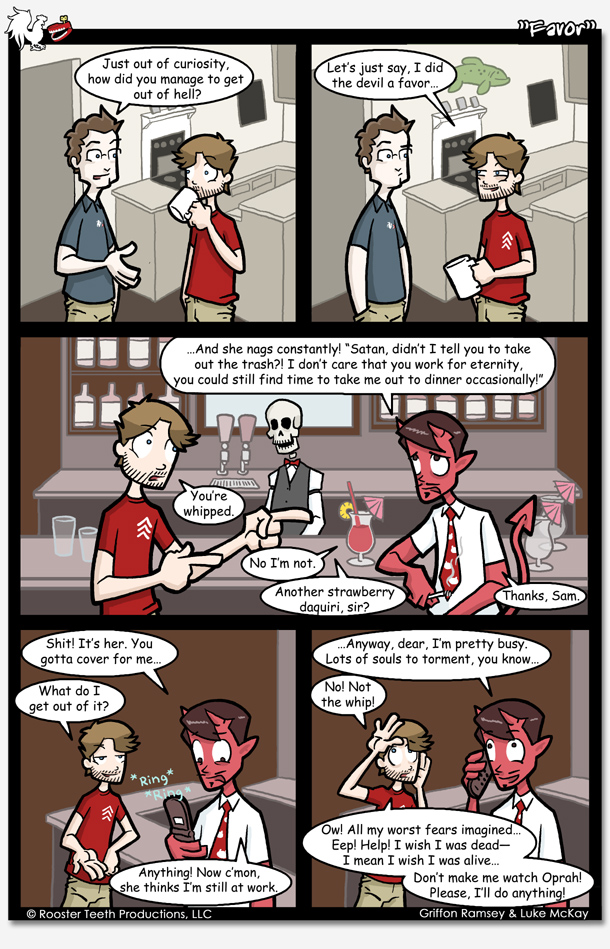 "Favor"
Just out of curiosity,
how did you manage to get
out of hell?
Let's just say, I did
the devil a favor...
...And she nags constantly! "Satan, didn't I tell you to take
out the trash?! I don't care that you work for eternity,
you could still find time to take me out to dinner occasionally!"
You're
whipped.
No I'm not.
Another strawberry
daquiri, sir?
Thanks, Sam.
Shit! It's her. You
gotta cover for me...
What do I
get out of it?
*Ring*
*Ring*
Anything! Now c'mon,
she thinks I'm still at work.
...Anyway, dear, I'm pretty busy.
Lots of souls to torment, you know...
No! Not
the whip!
Ow! All my worst fears imagined...
Eep! Help! I wish I was dead—
I mean I wish I was alive...
Don't make me watch Oprah!
Please, I'll do anything!
© Rooster Teeth Productions, LLC
Griffon Ramsey & Luke McKay